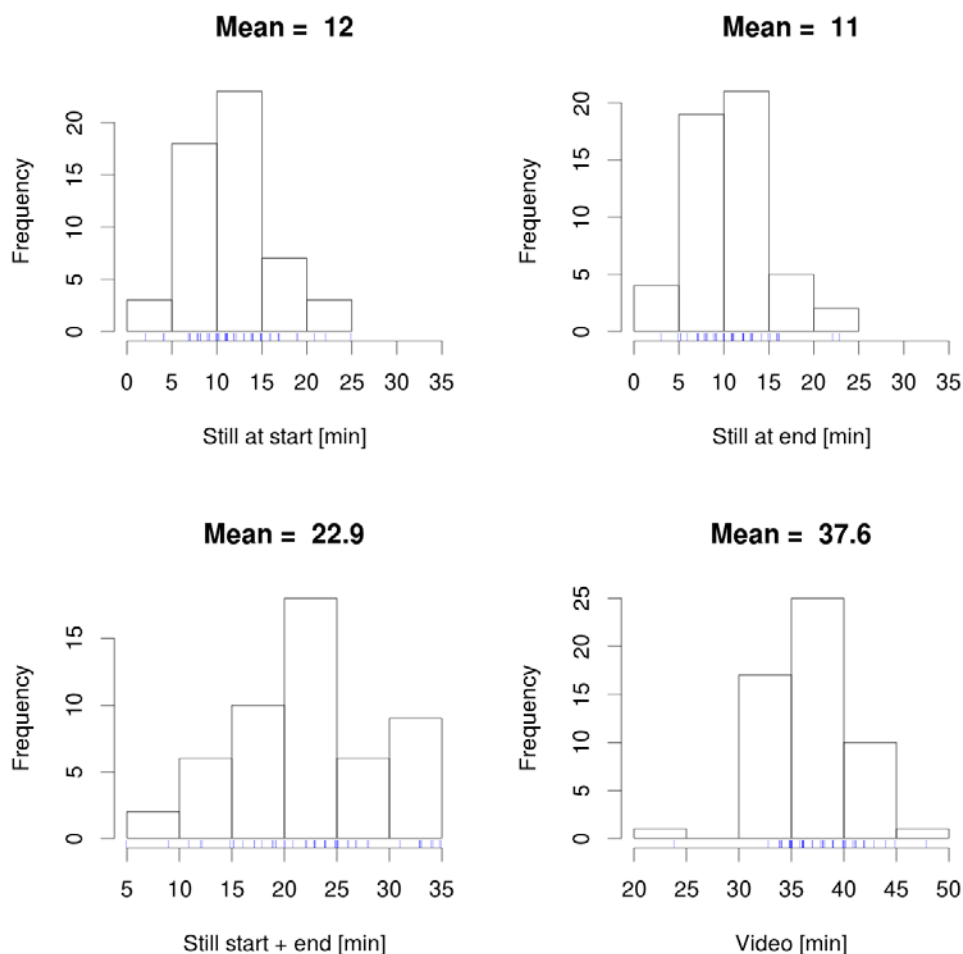 Mean =  12
Frequency
0 5 10 15 20
0 5 10 15 20 25 30 35
Still at start [min]
Mean =  11
Frequency
0 5 10 15 20
0 5 10 15 20 25 30 35
Still at end [min]
Mean =  22.9
Frequency
0 5 10 15
5 10 15 20 25 30 35
Still start + end [min]
Mean =  37.6
Frequency
0 5 10 15 20 25
20 25 30 35 40 45 50
Video [min]